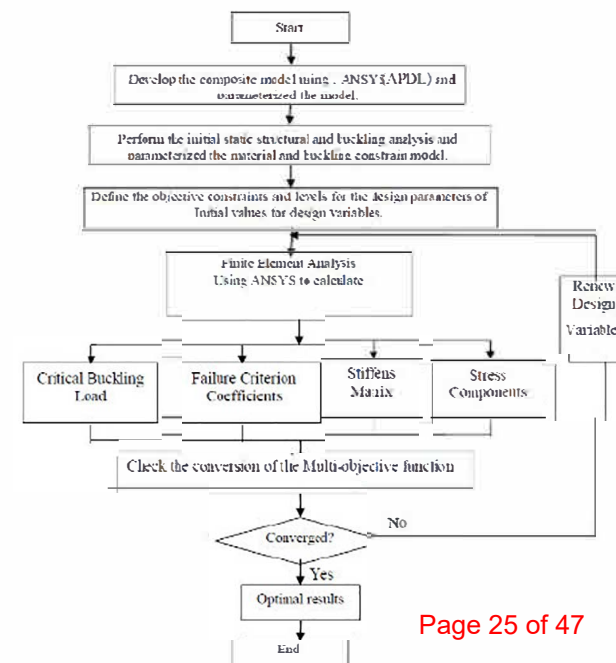 Start
Develop the composite model using . ANSYS(APDL) and
parameterized the model.
Perform the initial static structural and buckling analysis and
parameterized the material and buckling constrain model.
Define the objective constraints and levels for the design parameters of
Initial values for design variables.
Finite Element Analysis
Using ANSYS to calculate
Renew
Design
Variable
Critical Buckling
Load
Failure Criterion
Coefficients
Stiffens
Matrix
Stress
Components
Check the conversion of the Multi-objective function
Converged?
No
Yes
Optimal results
End
Page 25 of 47